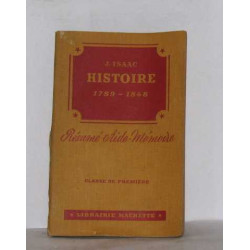 J. ISAAC
HISTOIRE
1789 - 1848
Résumé Aide-Mémoire
CLASSE DE PREMIÈRE
LIBRAIRIE HACHETTE